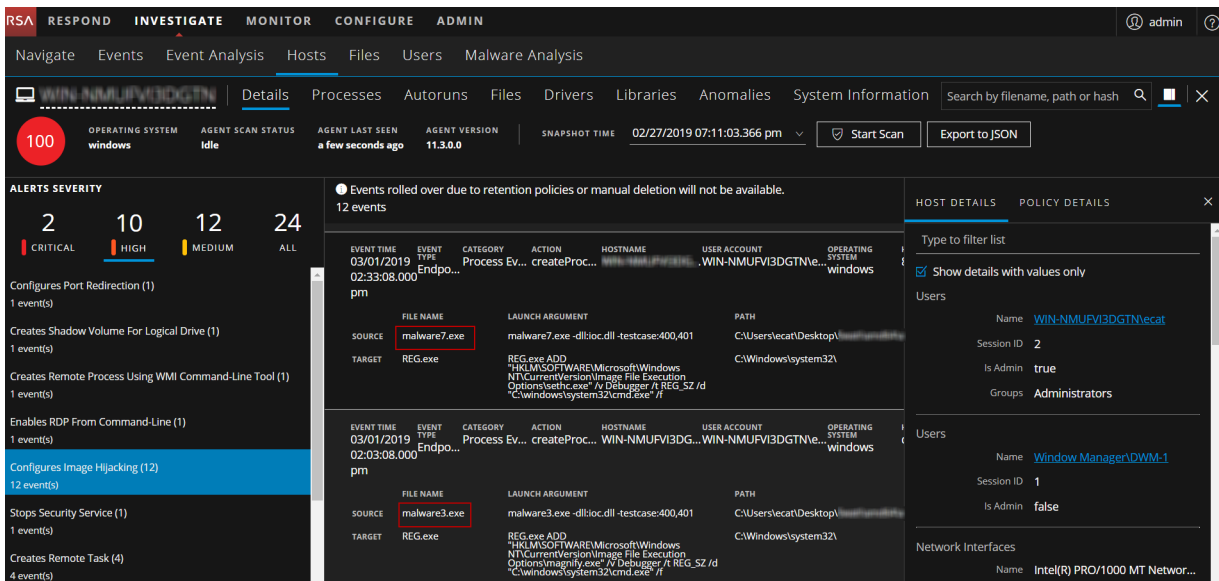 RSA RESPOND INVESTIGATE MONITOR CONFIGURE ADMIN admin ?
Navigate Events Event Analysis Hosts Files Users Malware Analysis
Details Processes Autoruns Files Drivers Libraries Anomalies System Information Search by filename, path or hash
100
OPERATING SYSTEM
windows
AGENT SCAN STATUS
Idle
AGENT LAST SEEN
a few seconds ago
AGENT VERSION
11.3.0.0
SNAPSHOT TIME 02/27/2019 07:11:03.366 pm
Start Scan
Export to JSON
ALERTS SEVERITY
2 10 12 24
CRITICAL HIGH MEDIUM ALL
Configures Port Redirection (1)
1 event(s)
Creates Shadow Volume For Logical Drive (1)
1 event(s)
Creates Remote Process Using WMI Command-Line Tool (1)
1 event(s)
Enables RDP From Command-Line (1)
1 event(s)
Configures Image Hijacking (12)
12 event(s)
Stops Security Service (1)
1 event(s)
Creates Remote Task (4)
4 event(s)
Events rolled over due to retention policies or manual deletion will not be available.
12 events
EVENT TIME
03/01/2019
02:33:08.000
pm
EVENT
TYPE
Endpo...
CATEGORY
Process Ev...
ACTION
createProc...
HOSTNAME
USER ACCOUNT
WIN-NMUFVI3DGTN\e...
OPERATING
SYSTEM
windows
FILE NAME LAUNCH ARGUMENT PATH
SOURCE malware7.exe malware7.exe -dll:ioc.dll -testcase:400,401 C:\Users\ecat\Desktop\
TARGET REG.exe
REG.exe ADD
"HKLM\SOFTWARE\Microsoft\Windows
NT\CurrentVersion\Image File Execution
Options\sethc.exe" /v Debugger /t REG_SZ /d
"C:\windows\system32\cmd.exe" /f
C:\Windows\system32\
EVENT TIME
03/01/2019
02:03:08.000
pm
EVENT
TYPE
Endpo...
CATEGORY
Process Ev...
ACTION
createProc...
HOSTNAME
WIN-NMUFVI3DG...
USER ACCOUNT
WIN-NMUFVI3DGTN\e...
OPERATING
SYSTEM
windows
FILE NAME LAUNCH ARGUMENT PATH
SOURCE malware3.exe malware3.exe -dll:ioc.dll -testcase:400,401 C:\Users\ecat\Desktop\
TARGET REG.exe
REG.exe ADD
"HKLM\SOFTWARE\Microsoft\Windows
NT\CurrentVersion\Image File Execution
Options\magnify.exe" /v Debugger /t REG_SZ /d
"C:\windows\system32\cmd.exe" /f
C:\Windows\system32\
HOST DETAILS POLICY DETAILS
Type to filter list
Show details with values only
Users
Name WIN-NMUFVI3DGTN\ecat
Session ID 2
Is Admin true
Groups Administrators
Users
Name Window Manager\DWM-1
Session ID 1
Is Admin false
Network Interfaces
Name Intel(R) PRO/1000 MT Networ...